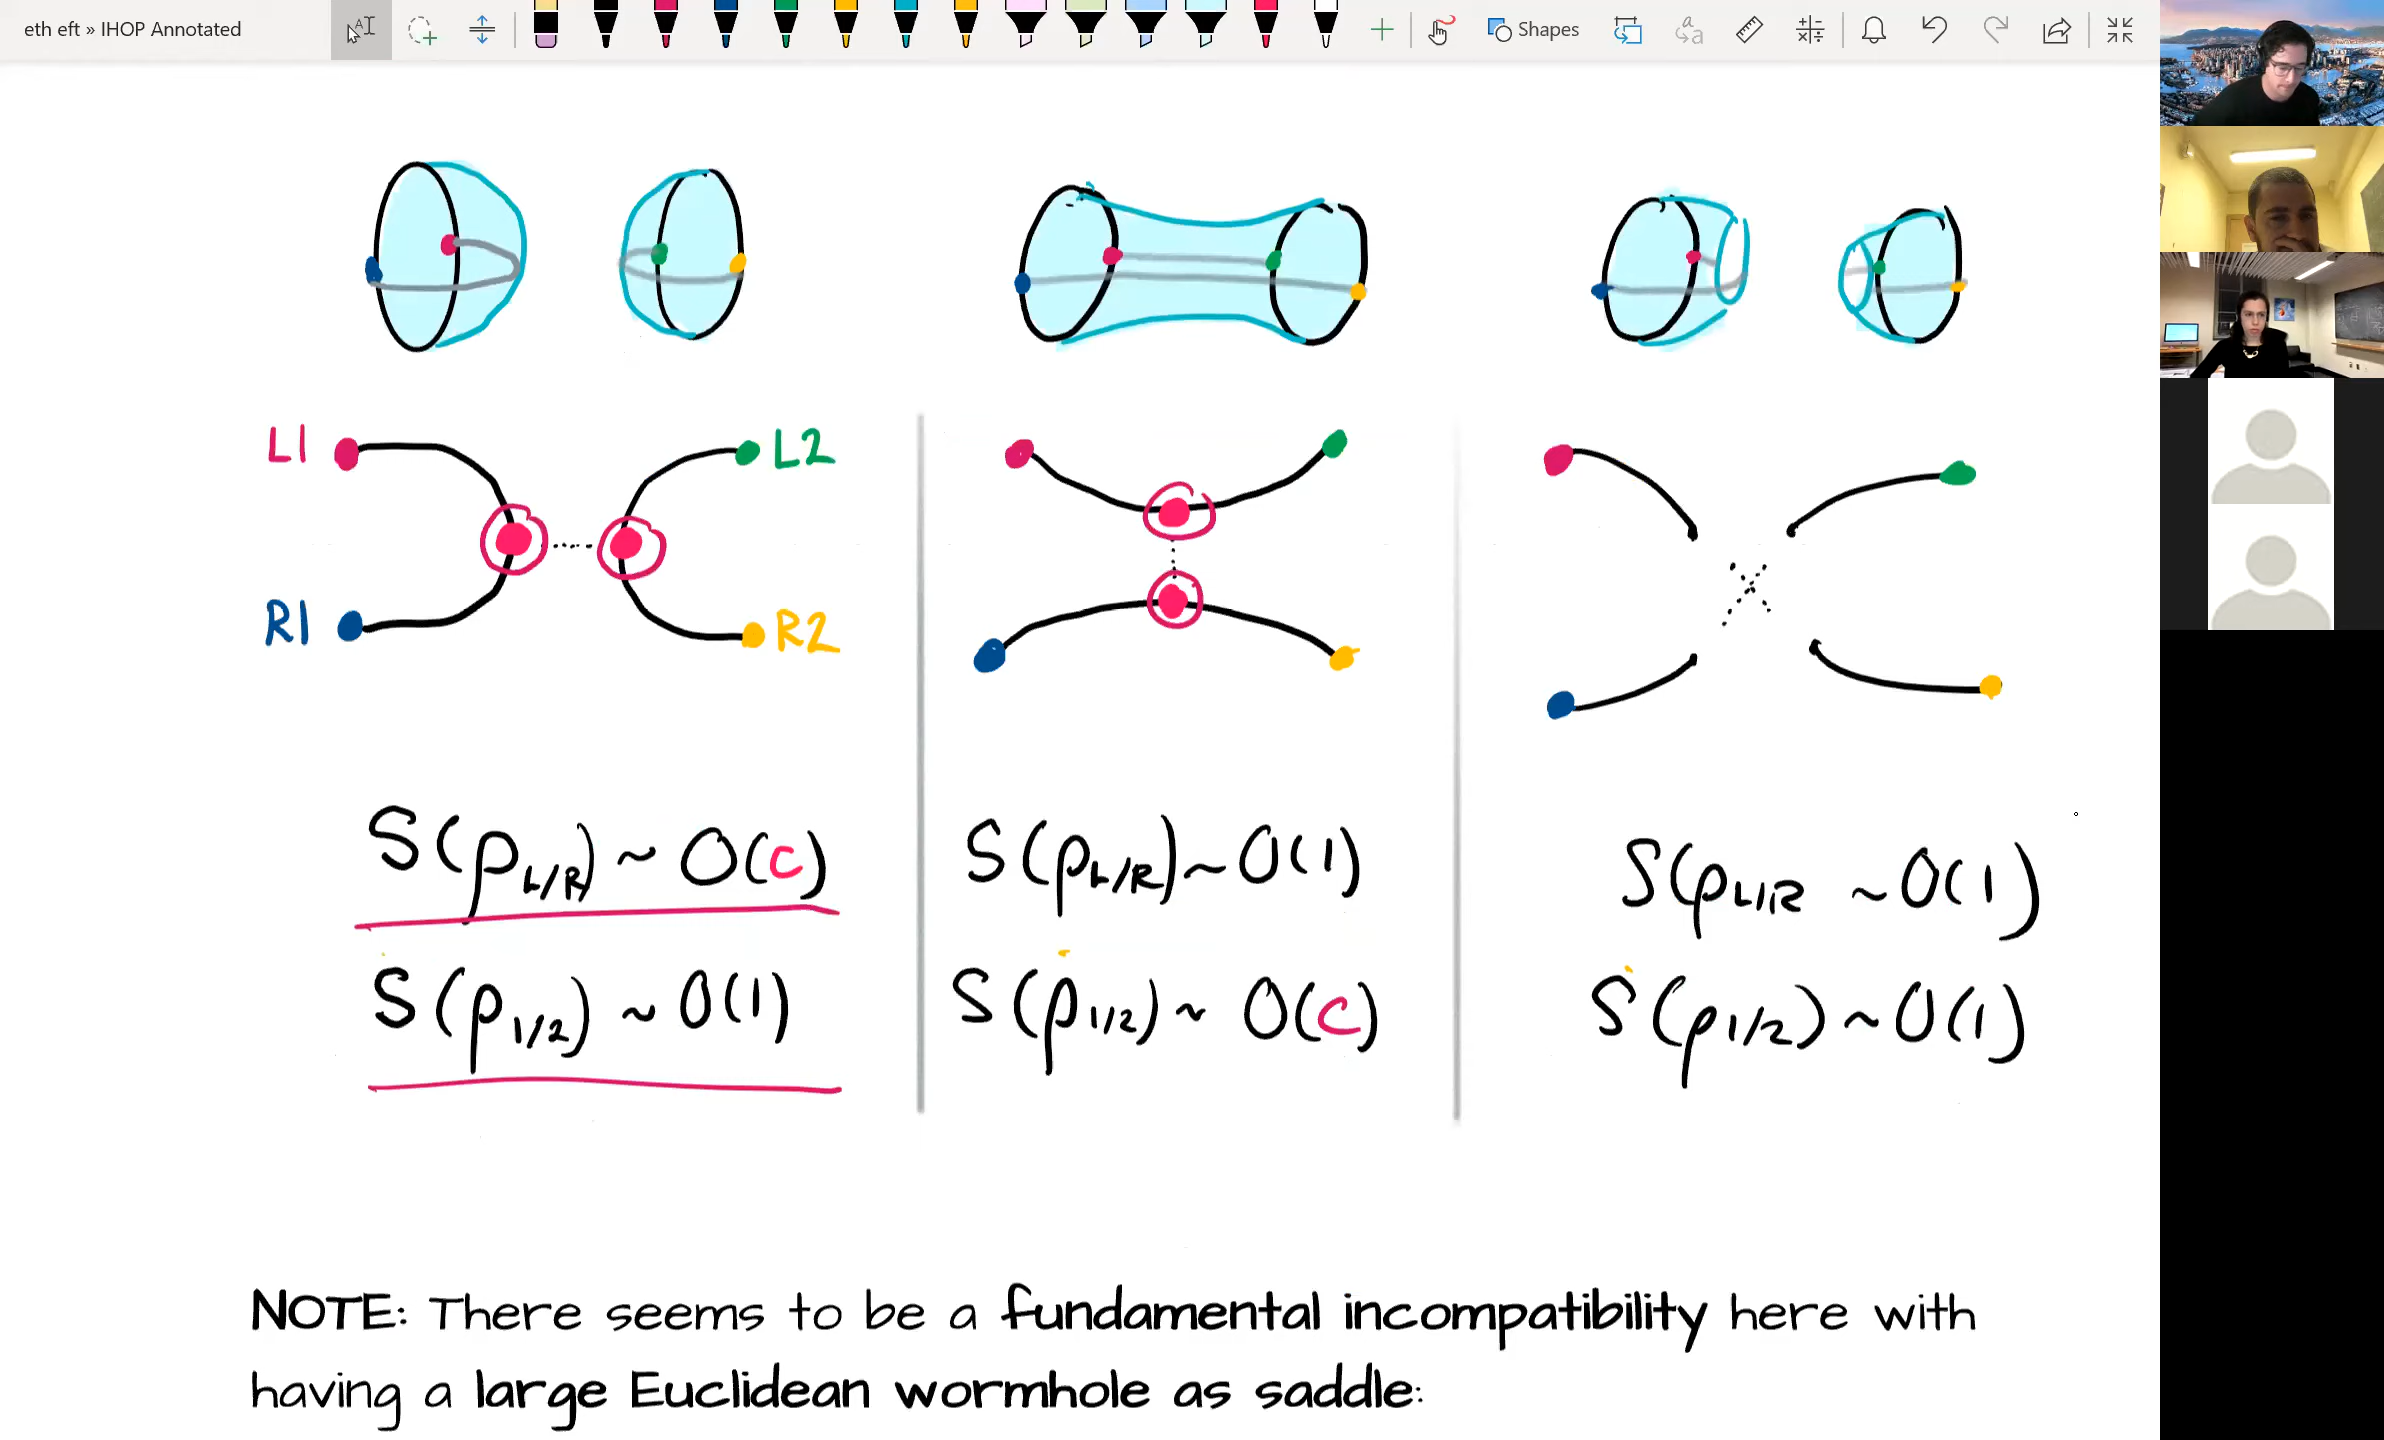 eth eft » IHOP Annotated
Shapes
L1 L2
R1 R2
S(ρL/R) ~ O(c) S(ρL/R) ~ O(1) S(ρL/R ~ O(1)
S(ρ1/2) ~ O(1) S(ρ1/2) ~ O(c) S(ρ1/2) ~ O(1)
NOTE: There seems to be a fundamental incompatibility here with
having a large Euclidean wormhole as saddle: